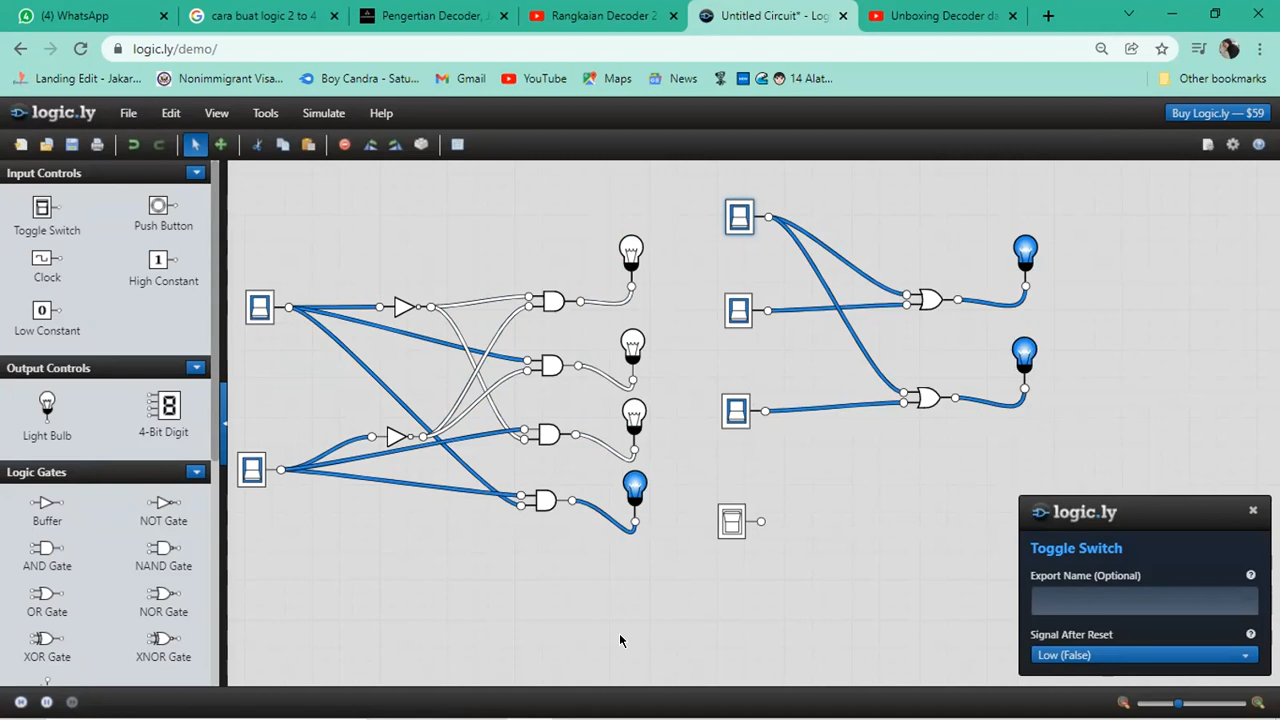 (4) WhatsApp
cara buat logic 2 to 4
Pengertian Decoder, J
Rangkaian Decoder 2
Untitled Circuit* - Log
Unboxing Decoder da
logic.ly/demo/
Landing Edit - Jakar...
Nonimmigrant Visa...
Boy Candra - Satu...
Gmail
YouTube
Maps
News
14 Alat...
Other bookmarks
logic.ly
File
Edit
View
Tools
Simulate
Help
Buy Logic.ly — $59
Input Controls
Toggle Switch
Push Button
Clock
1
High Constant
0
Low Constant
Output Controls
Light Bulb
4-Bit Digit
Logic Gates
Buffer
NOT Gate
AND Gate
NAND Gate
OR Gate
NOR Gate
XOR Gate
XNOR Gate
logic.ly
Toggle Switch
Export Name (Optional)
Signal After Reset
Low (False)